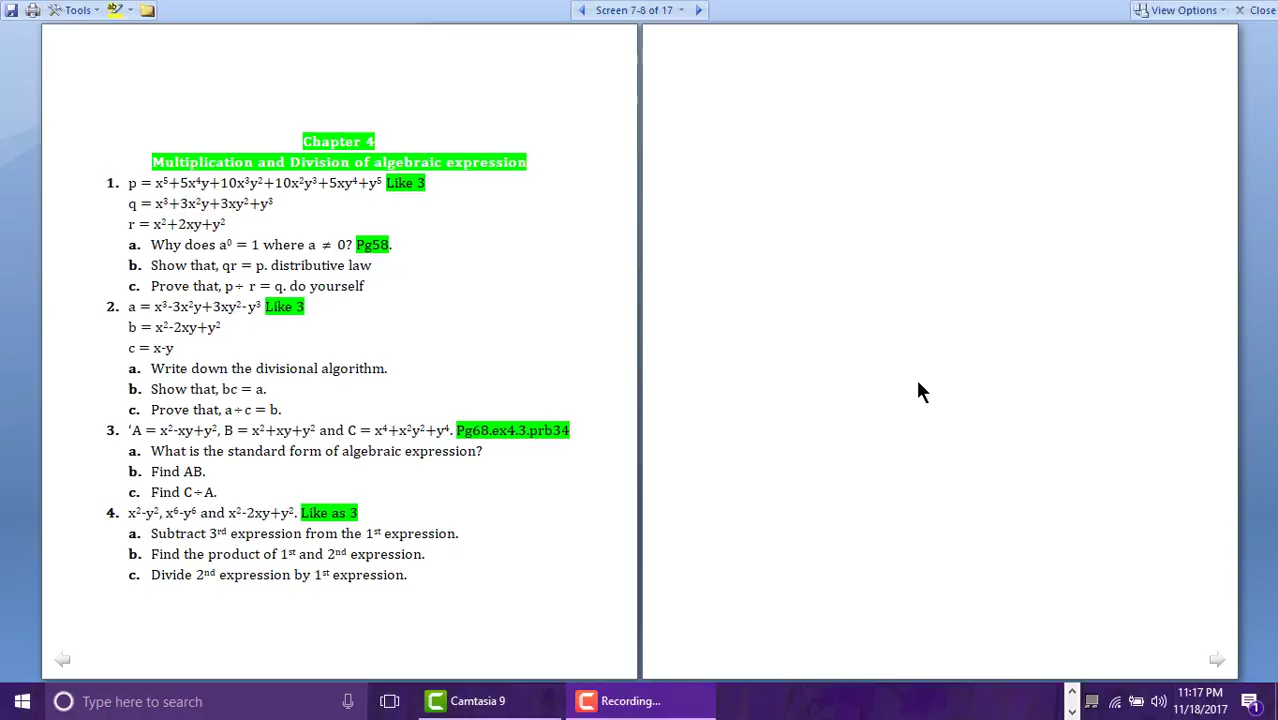 Tools
Screen 7-8 of 17
View Options
Close
Chapter 4
Multiplication and Division of algebraic expression
1. p = x⁵+5x⁴y+10x³y²+10x²y³+5xy⁴+y⁵ Like 3
q = x³+3x²y+3xy²+y³
r = x²+2xy+y²
a. Why does a⁰ = 1 where a ≠ 0? Pg58.
b. Show that, qr = p. distributive law
c. Prove that, p÷ r = q. do yourself
2. a = x³-3x²y+3xy²-y³ Like 3
b = x²-2xy+y²
c = x-y
a. Write down the divisional algorithm.
b. Show that, bc = a.
c. Prove that, a÷c = b.
3. ‘A = x²-xy+y², B = x²+xy+y² and C = x⁴+x²y²+y⁴. Pg68.ex4.3.prb34
a. What is the standard form of algebraic expression?
b. Find AB.
c. Find C÷A.
4. x²-y², x⁶-y⁶ and x²-2xy+y². Like as 3
a. Subtract 3rd expression from the 1st expression.
b. Find the product of 1st and 2nd expression.
c. Divide 2nd expression by 1st expression.
Type here to search
Camtasia 9
Recording...
11:17 PM
11/18/2017
1